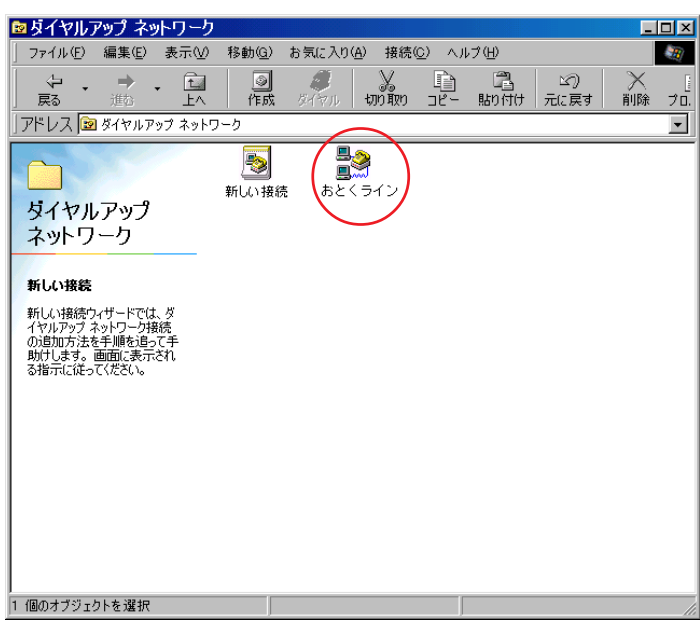 ダイヤルアップ ネットワーク
ファイル(F) 編集(E) 表示(V) 移動(G) お気に入り(A) 接続(C) ヘルプ(H)
戻る 進む 上へ 作成 ダイヤル 切り取り コピー 貼り付け 元に戻す 削除 プロ.
アドレス ダイヤルアップ ネットワーク
新しい接続 おとくライン
ダイヤルアップ
ネットワーク
新しい接続
新しい接続ウィザードでは、ダ
イヤルアップ ネットワーク接続
の追加方法を手順を追って手
助けします。画面に表示され
る指示に従ってください。
1 個のオブジェクトを選択